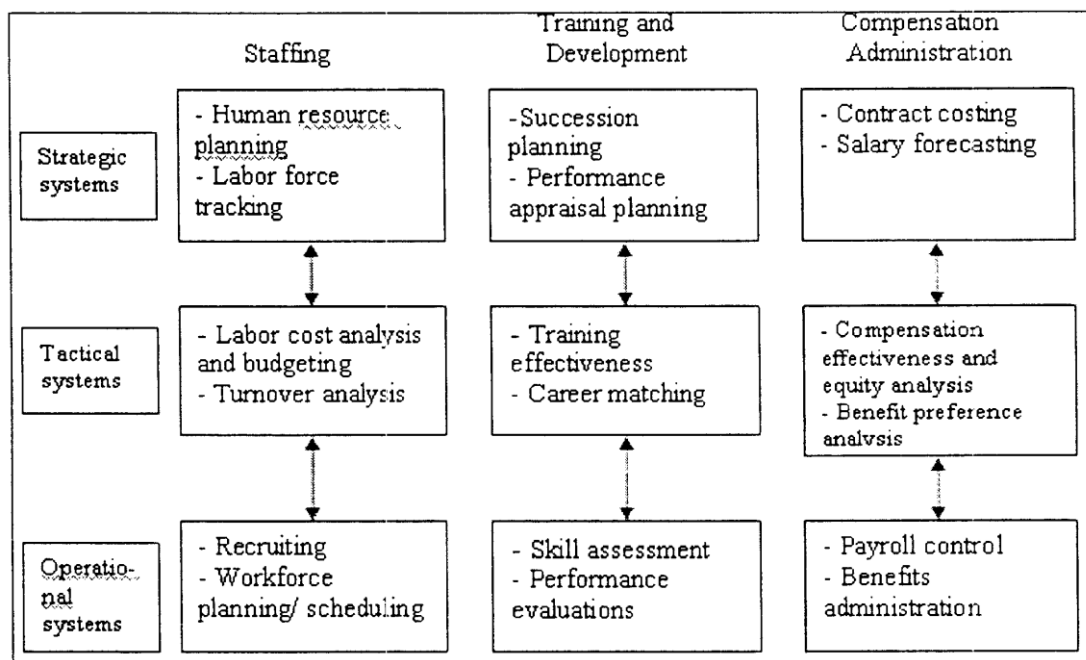 Staffing
Training and
Development
Compensation
Administration
Strategic
systems
- Human resource
planning
- Labor force
tracking
-Succession
planning
- Performance
appraisal planning
- Contract costing
- Salary forecasting
Tactical
systems
- Labor cost analysis
and budgeting
- Turnover analysis
- Training
effectiveness
- Career matching
- Compensation
effectiveness and
equity analysis
- Benefit preference
analysis
Operatio-
nal
systems
- Recruiting
- Workforce
planning/ scheduling
- Skill assessment
- Performance
evaluations
- Payroll control
- Benefits
administration